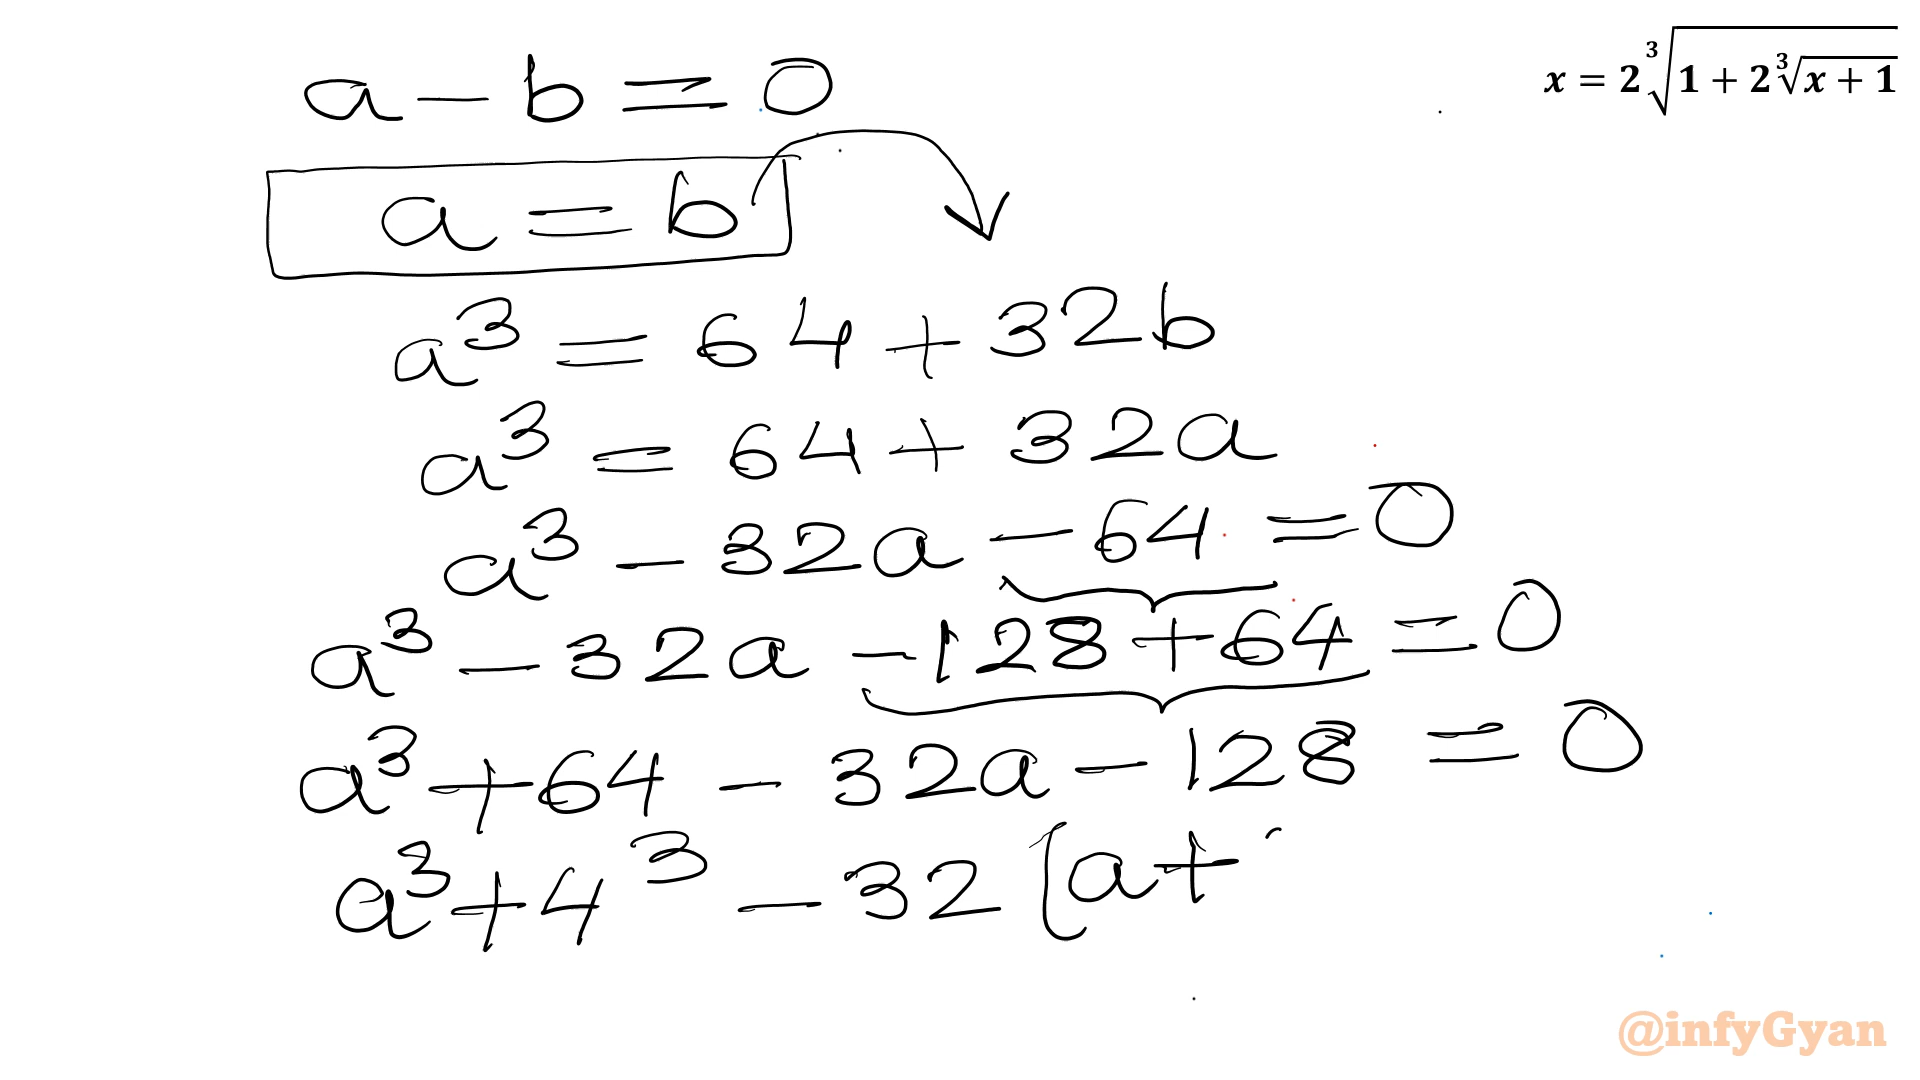 a - b = 0
x = 2∛(1 + 2∛(x + 1))
a = b
a³ = 64 + 32b
a³ = 64 + 32a
a³ - 32a - 64 = 0
a³ - 32a - 128 + 64 = 0
a³ + 64 - 32a - 128 = 0
a³ + 4³ - 32 [a +
@infyGyan